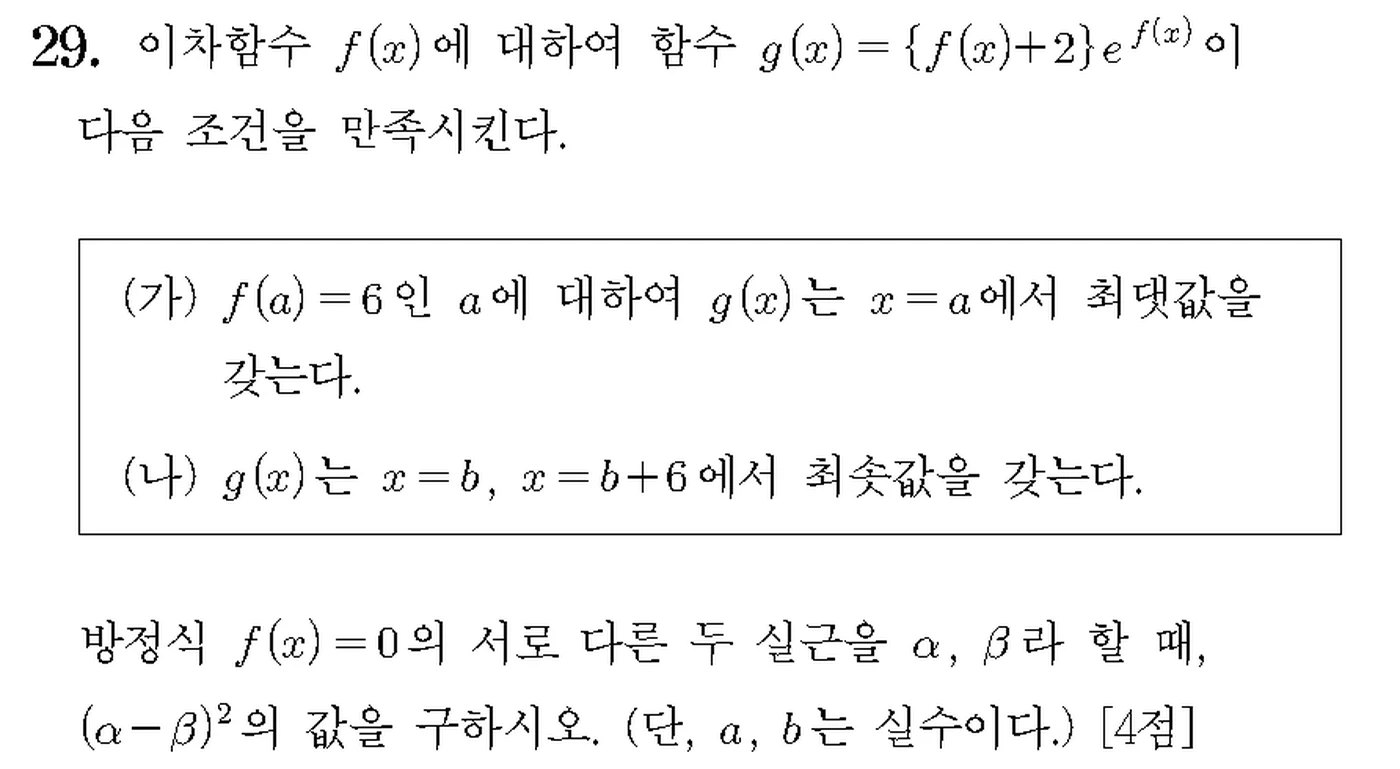 29. 이차함수 f(x)에 대하여 함수 g(x)={f(x)+2}e^{f(x)}이
다음 조건을 만족시킨다.
(가) f(a)=6인 a에 대하여 g(x)는 x=a에서 최댓값을
갖는다.
(나) g(x)는 x=b, x=b+6에서 최솟값을 갖는다.
방정식 f(x)=0의 서로 다른 두 실근을 α, β라 할 때,
(α-β)²의 값을 구하시오. (단, a, b는 실수이다.) [4점]